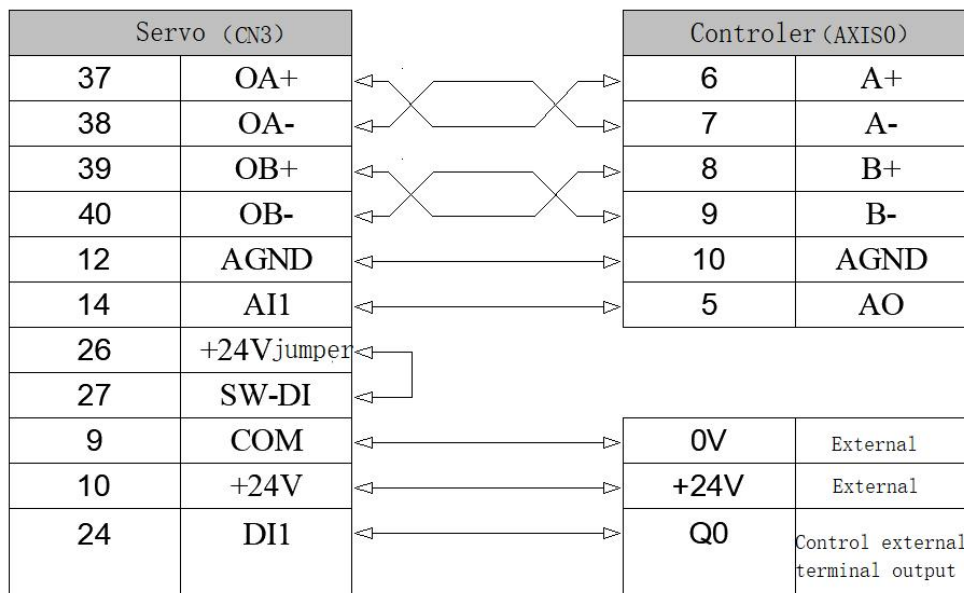 Servo (CN3) Controler(AXIS0)
37 OA+ 6 A+
38 OA- 7 A-
39 OB+ 8 B+
40 OB- 9 B-
12 AGND 10 AGND
14 AI1 5 AO
26 +24Vjumper
27 SW-DI
9 COM 0V External
10 +24V +24V External
24 DI1 Q0 Control external
terminal output